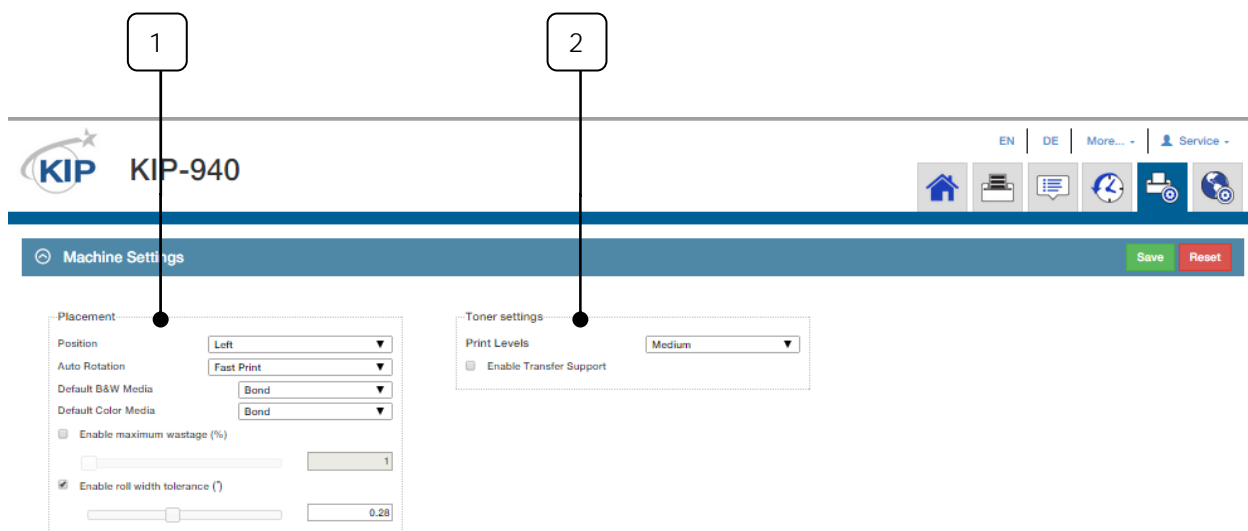 1
2
EN DE More... Service
KIP KIP-940
Machine Settings Save Reset
Placement
Position Left
Auto Rotation Fast Print
Default B&W Media Bond
Default Color Media Bond
Enable maximum wastage (%)
1
Enable roll width tolerance (")
0.28
Toner settings
Print Levels Medium
Enable Transfer Support